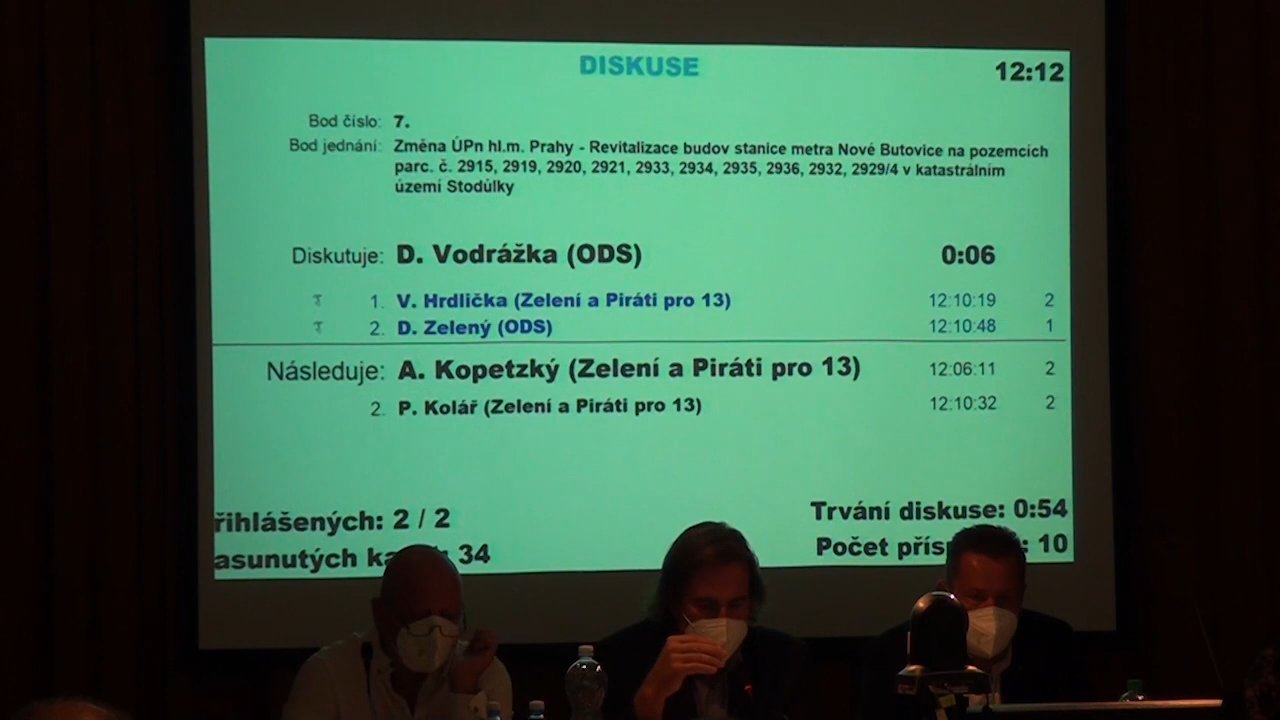 DISKUSE 12:12
Bod číslo: 7.
Bod jednání: Změna ÚPn hl.m. Prahy - Revitalizace budov stanice metra Nové Butovice na pozemcích
parc. č. 2915, 2919, 2920, 2921, 2933, 2934, 2935, 2936, 2932, 2929/4 v katastrálním
území Stodůlky
Diskutuje: D. Vodrážka (ODS) 0:06
1. V. Hrdlička (Zelení a Piráti pro 13) 12:10:19 2
2. D. Zelený (ODS) 12:10:48 1
Následuje: A. Kopetzký (Zelení a Piráti pro 13) 12:06:11 2
2. P. Kolář (Zelení a Piráti pro 13) 12:10:32 2
řihlášených: 2 / 2 Trvání diskuse: 0:54
asunutých 34 Počet 10